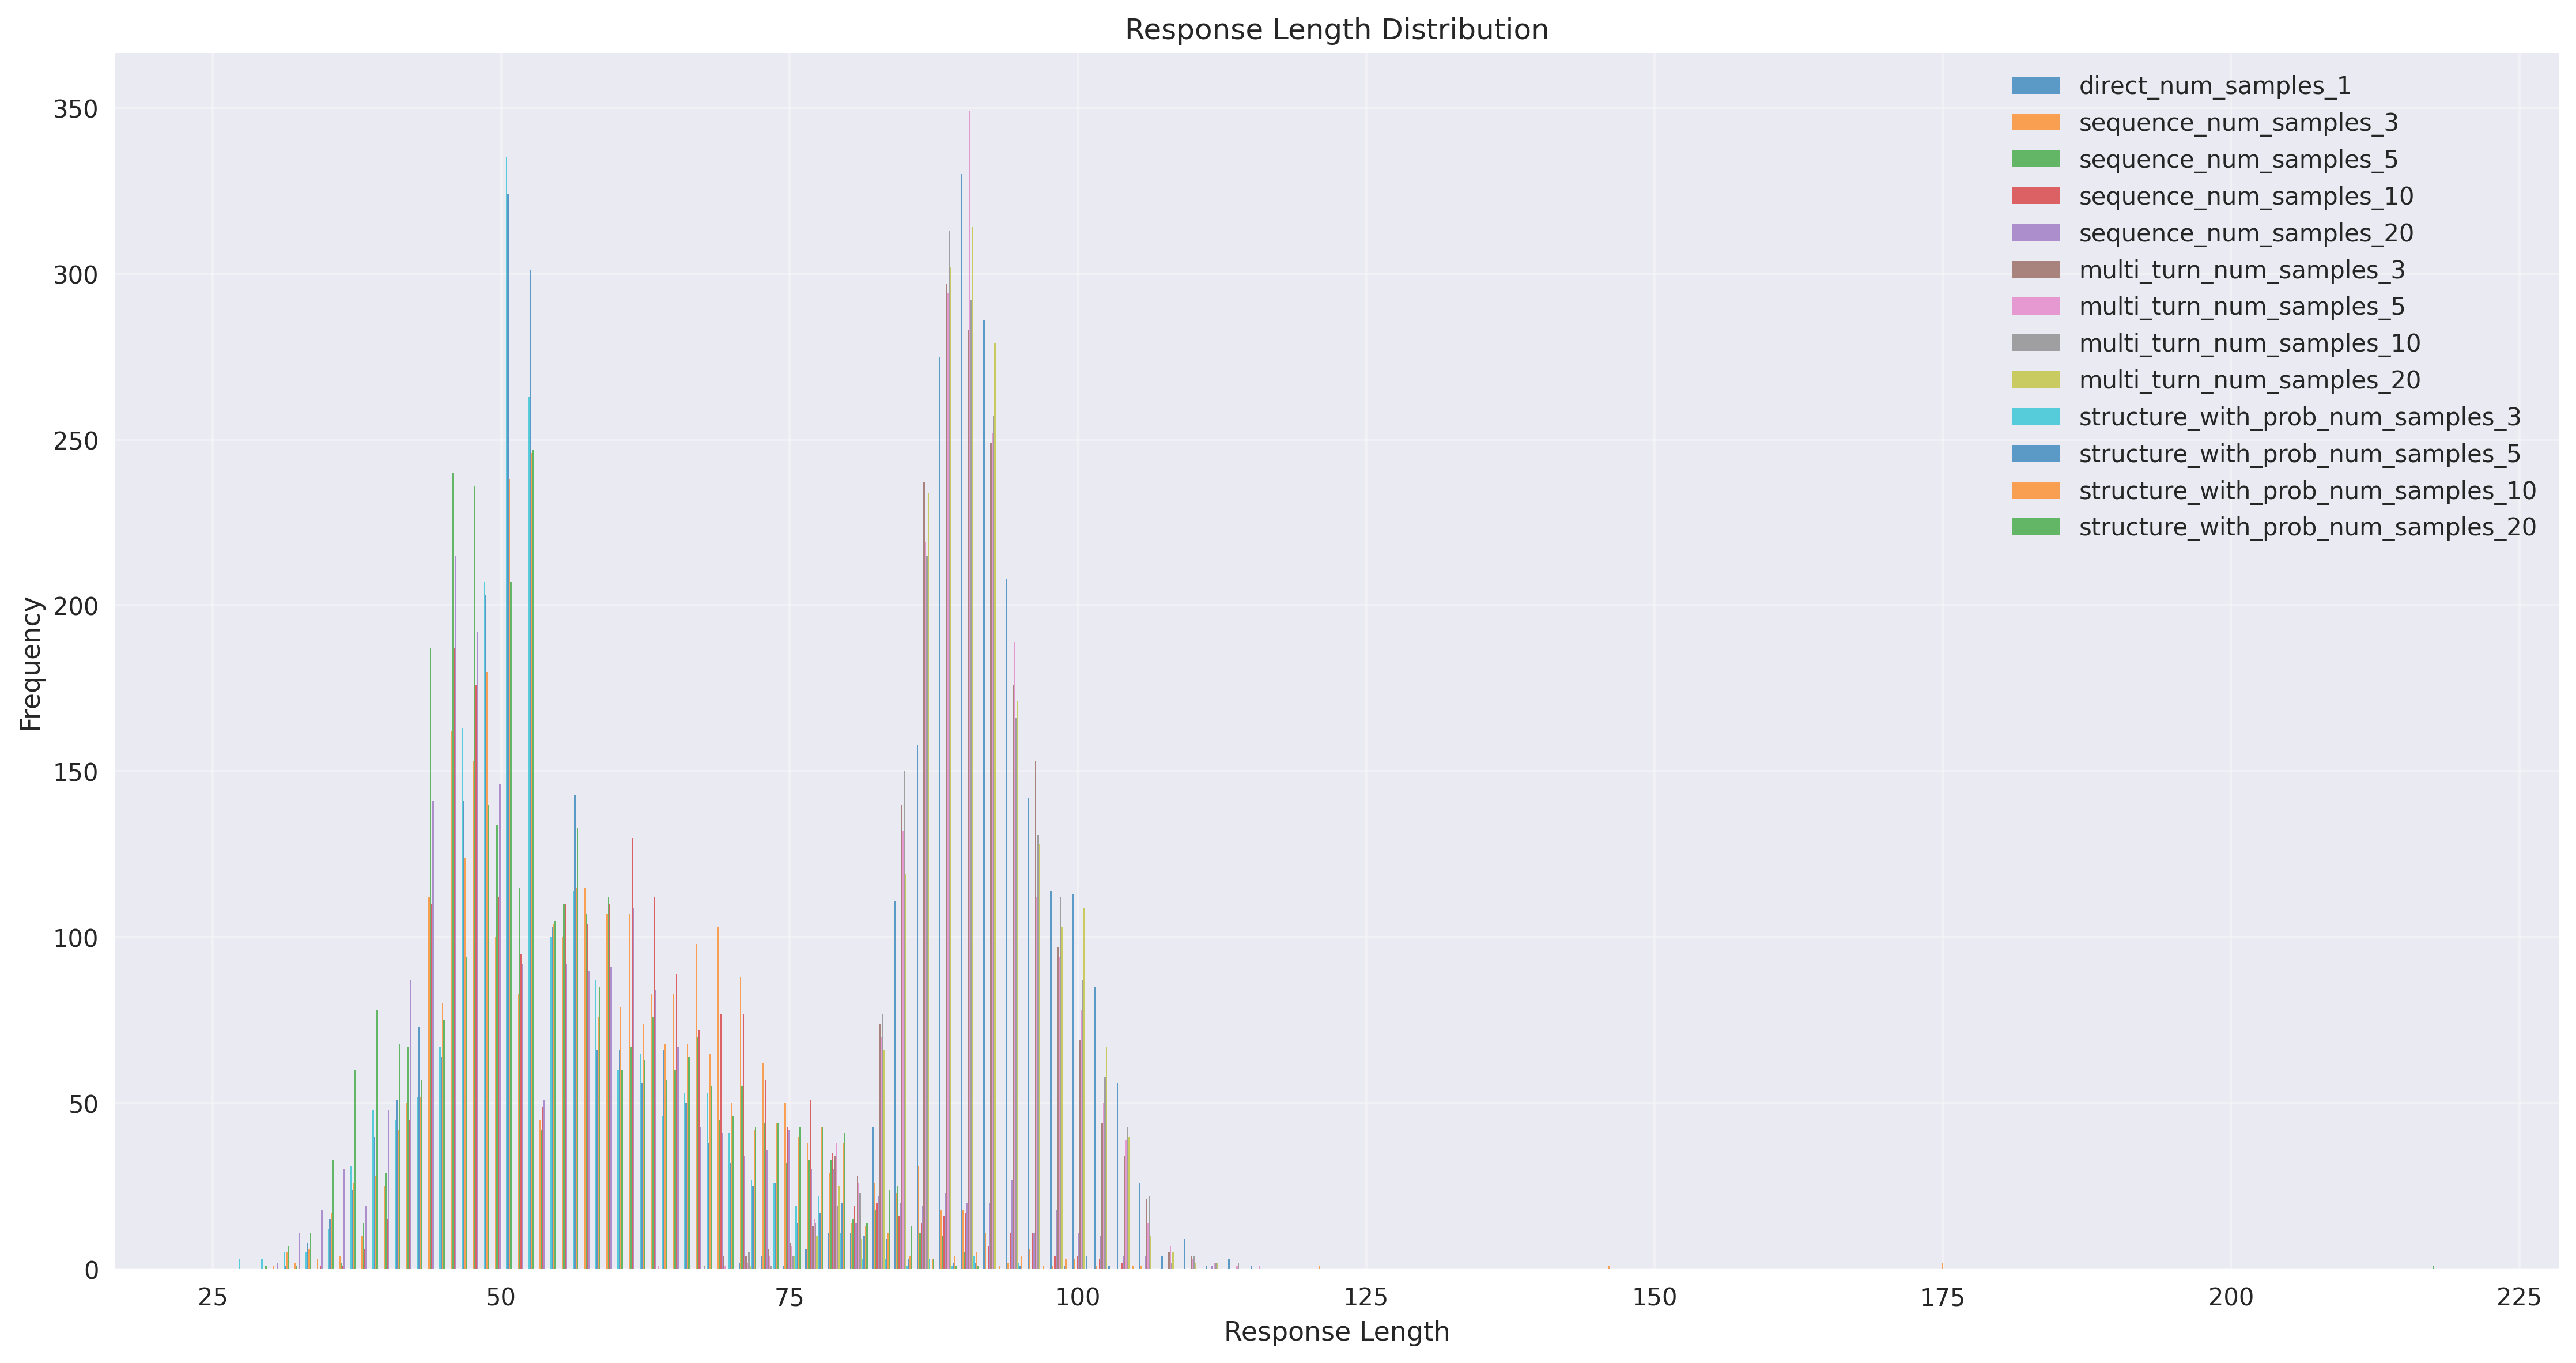 Response Length Distribution
direct_num_samples_1
sequence_num_samples_3
sequence_num_samples_5
sequence_num_samples_10
sequence_num_samples_20
multi_turn_num_samples_3
multi_turn_num_samples_5
multi_turn_num_samples_10
multi_turn_num_samples_20
structure_with_prob_num_samples_3
structure_with_prob_num_samples_5
structure_with_prob_num_samples_10
structure_with_prob_num_samples_20
Frequency
350
300
250
200
150
100
50
0
25 50 75 100 125 150 175 200 225
Response Length